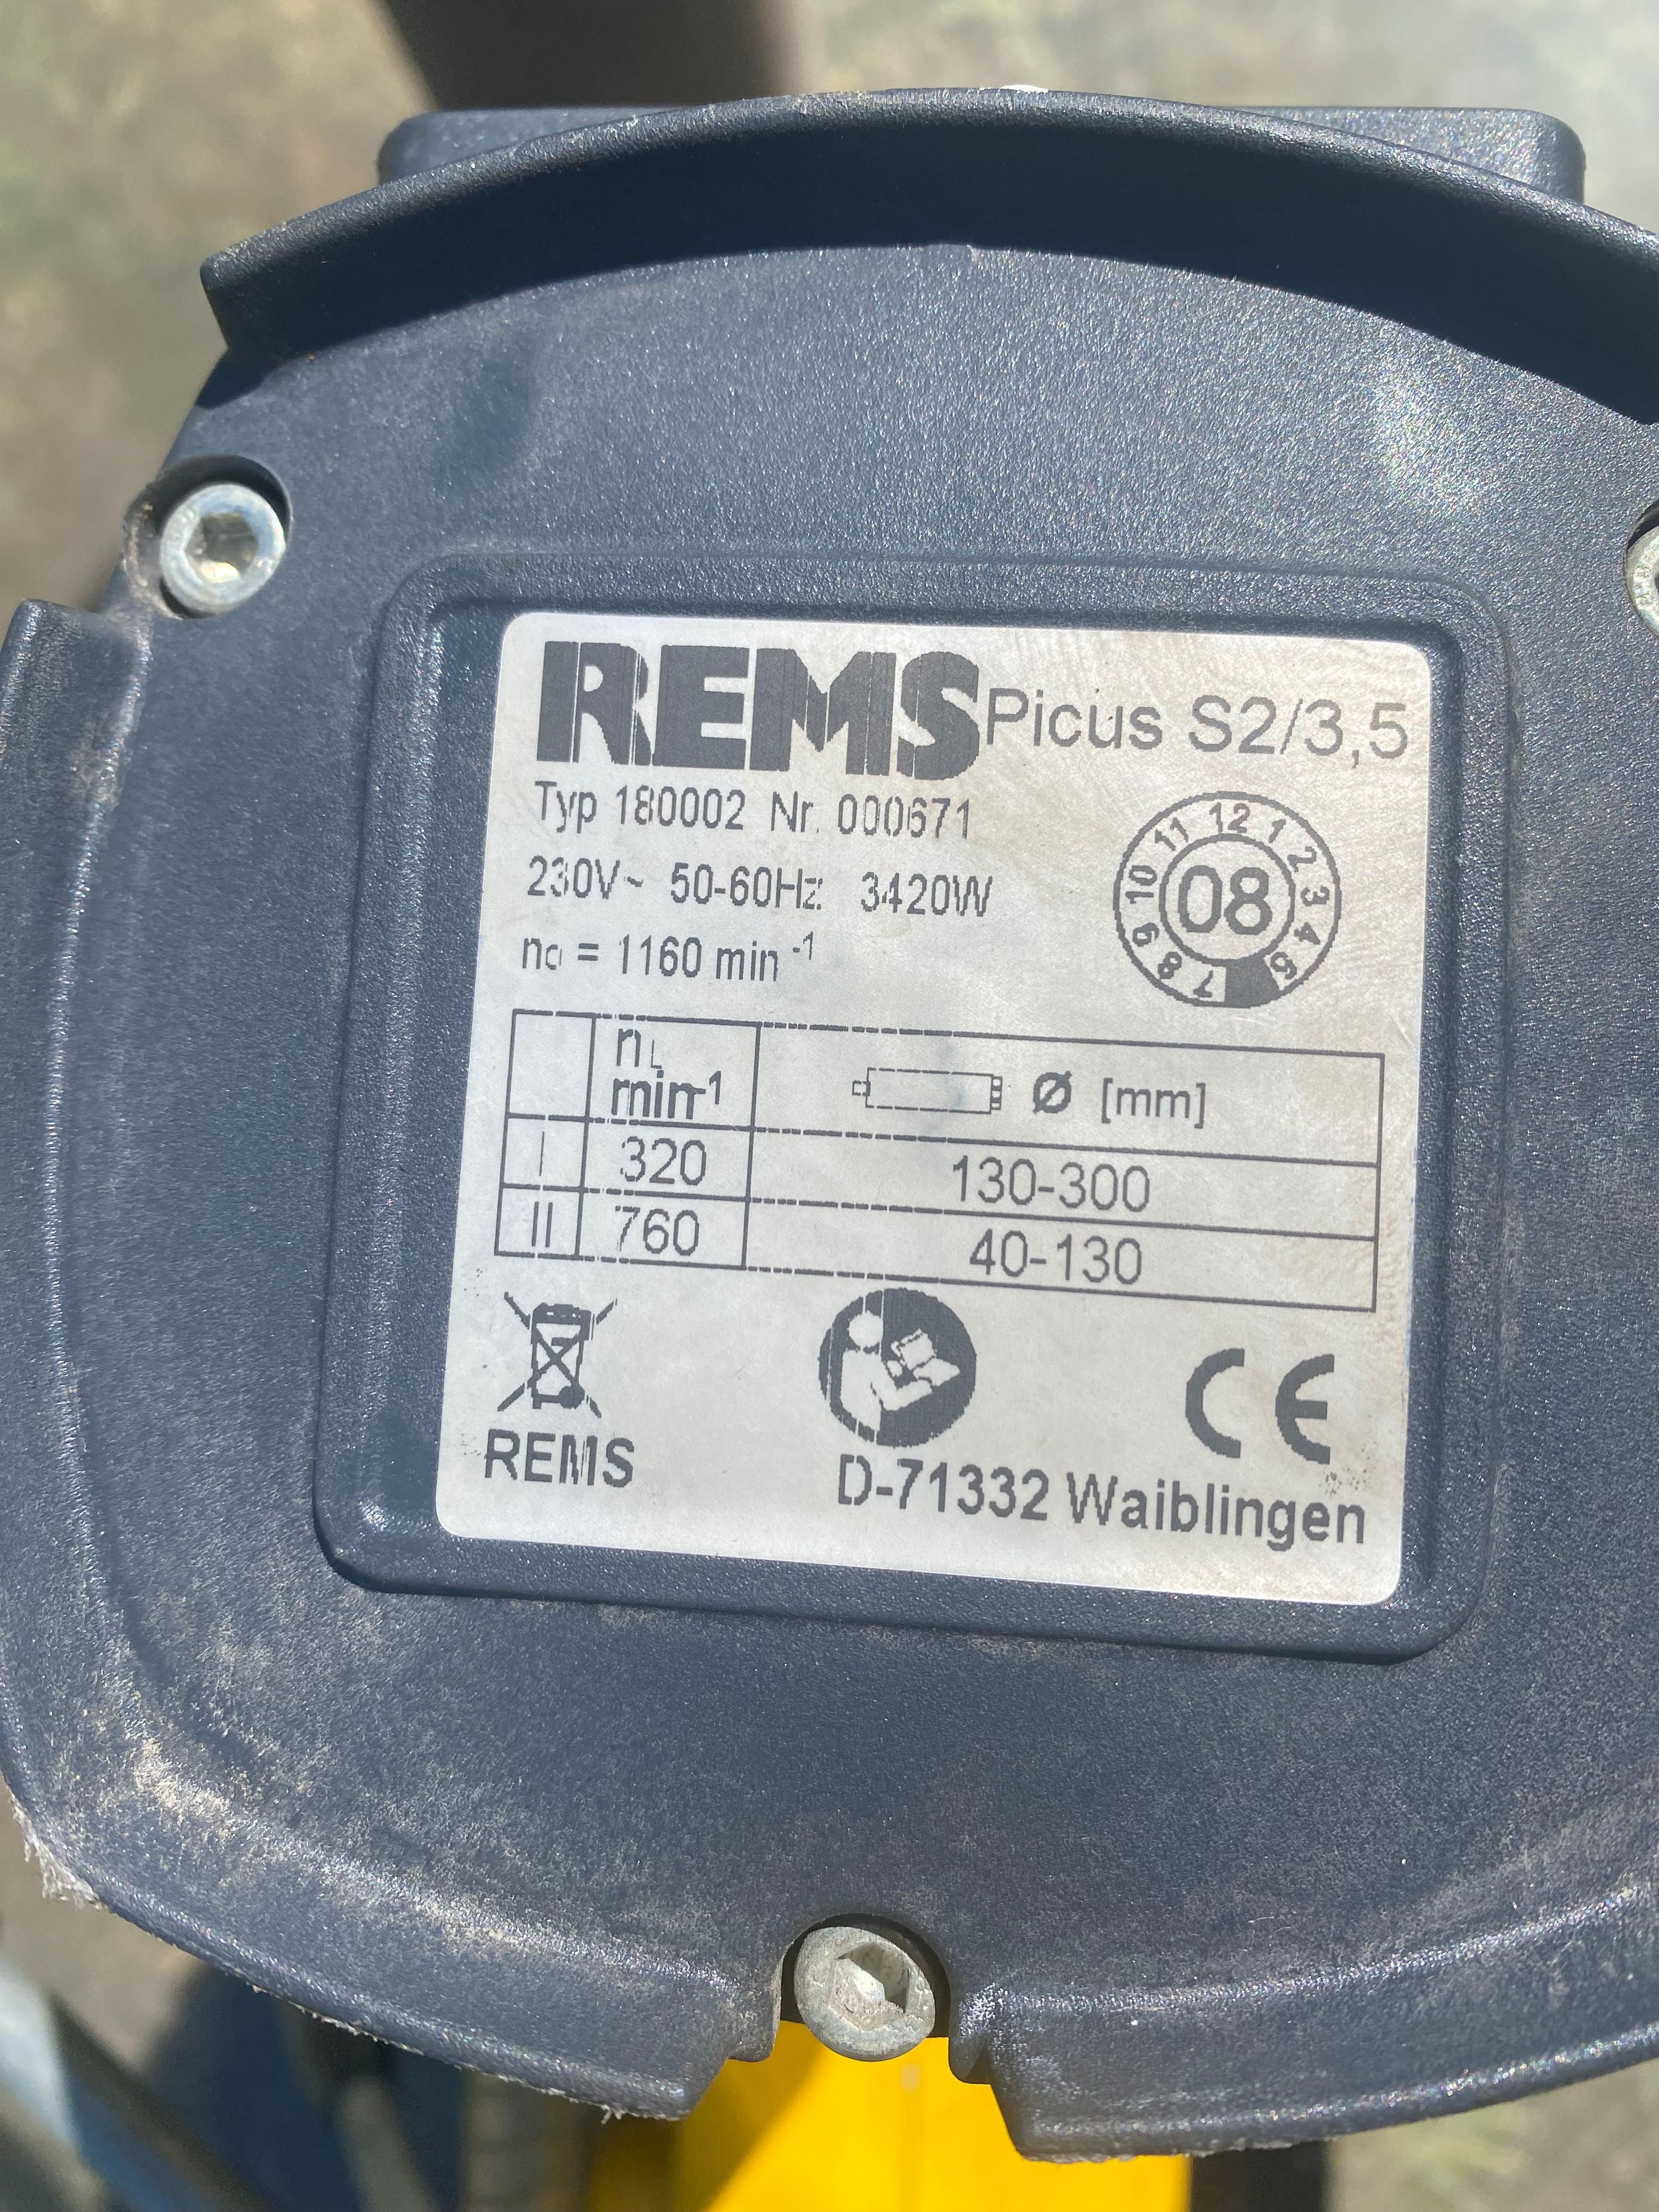 REMS Picus S2/3,5
Typ 180002 Nr. 000671
230V~ 50-60Hz 3420W
n₀ = 1160 min⁻¹
12 1 2 3 4 5 7 8 9 10 11
08
n_L
min⁻¹
Ø [mm]
I 320 130-300
II 760 40-130
CE
REMS D-71332 Waiblingen